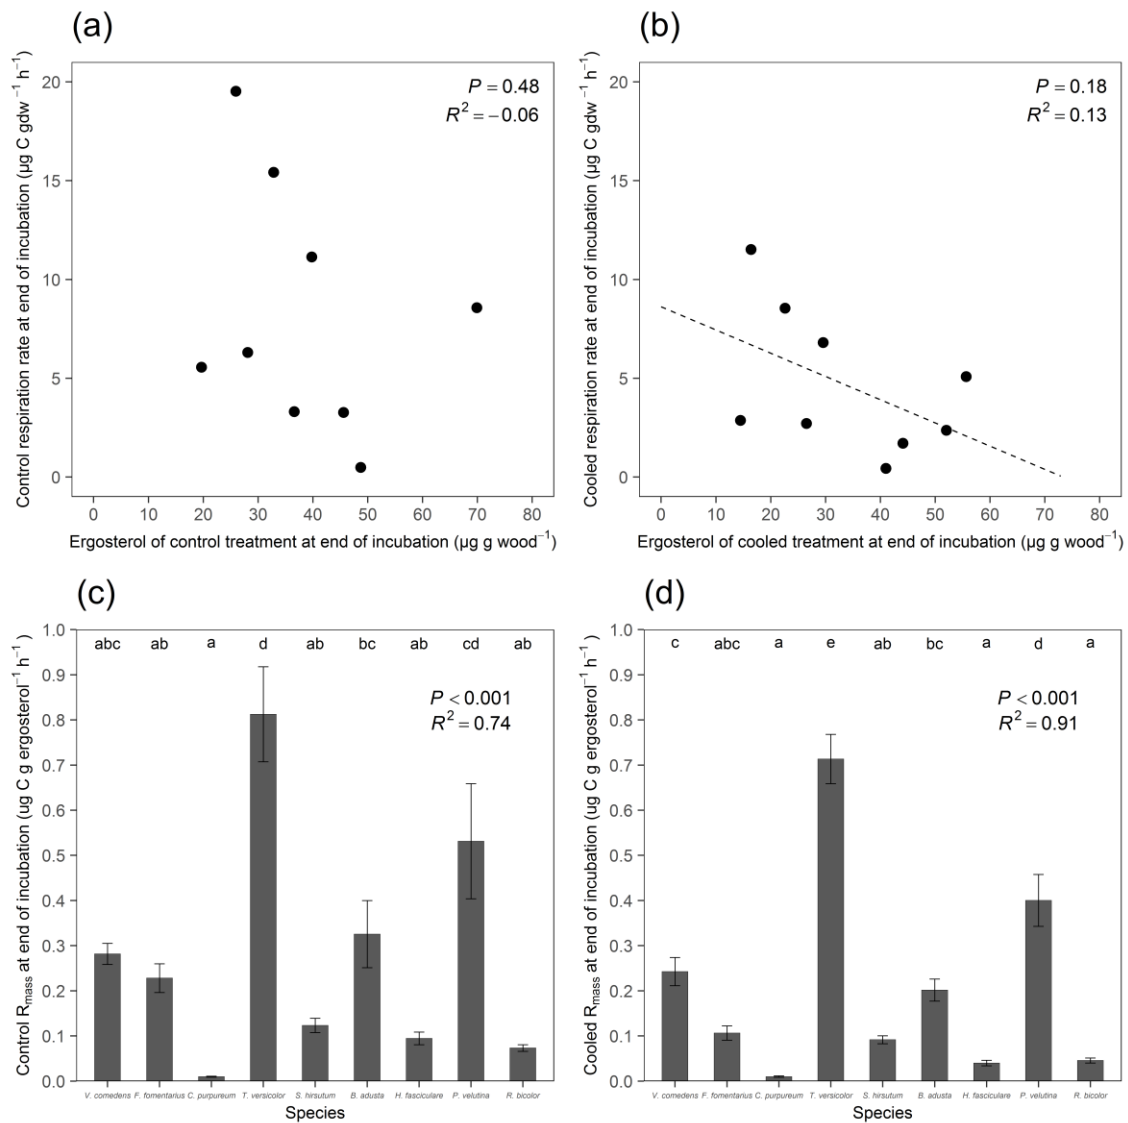 (a)
P = 0.48
R² = −0.06
Control respiration rate at end of incubation (µg C gdw⁻¹ h⁻¹)
20
15
10
5
0
0 10 20 30 40 50 60 70 80
Ergosterol of control treatment at end of incubation (µg g wood⁻¹)
(b)
P = 0.18
R² = 0.13
Cooled respiration rate at end of incubation (µg C gdw⁻¹ h⁻¹)
20
15
10
5
0
0 10 20 30 40 50 60 70 80
Ergosterol of cooled treatment at end of incubation (µg g wood⁻¹)
(c)
abc ab a d ab bc ab cd ab
P < 0.001
R² = 0.74
Control Rmass at end of incubation (ug C g ergosterol⁻¹ h⁻¹ )
1.0
0.9
0.8
0.7
0.6
0.5
0.4
0.3
0.2
0.1
0.0
V. comedens F. fomentarius C. purpureum T. versicolor S. hirsutum B. adusta H. fasciculare P. velutina R. bicolor
Species
(d)
c abc a e ab bc a d a
P < 0.001
R² = 0.91
Cooled Rmass at end of incubation (ug C g ergosterol⁻¹ h⁻¹ )
1.0
0.9
0.8
0.7
0.6
0.5
0.4
0.3
0.2
0.1
0.0
V. comedens F. fomentarius C. purpureum T. versicolor S. hirsutum B. adusta H. fasciculare P. velutina R. bicolor
Species